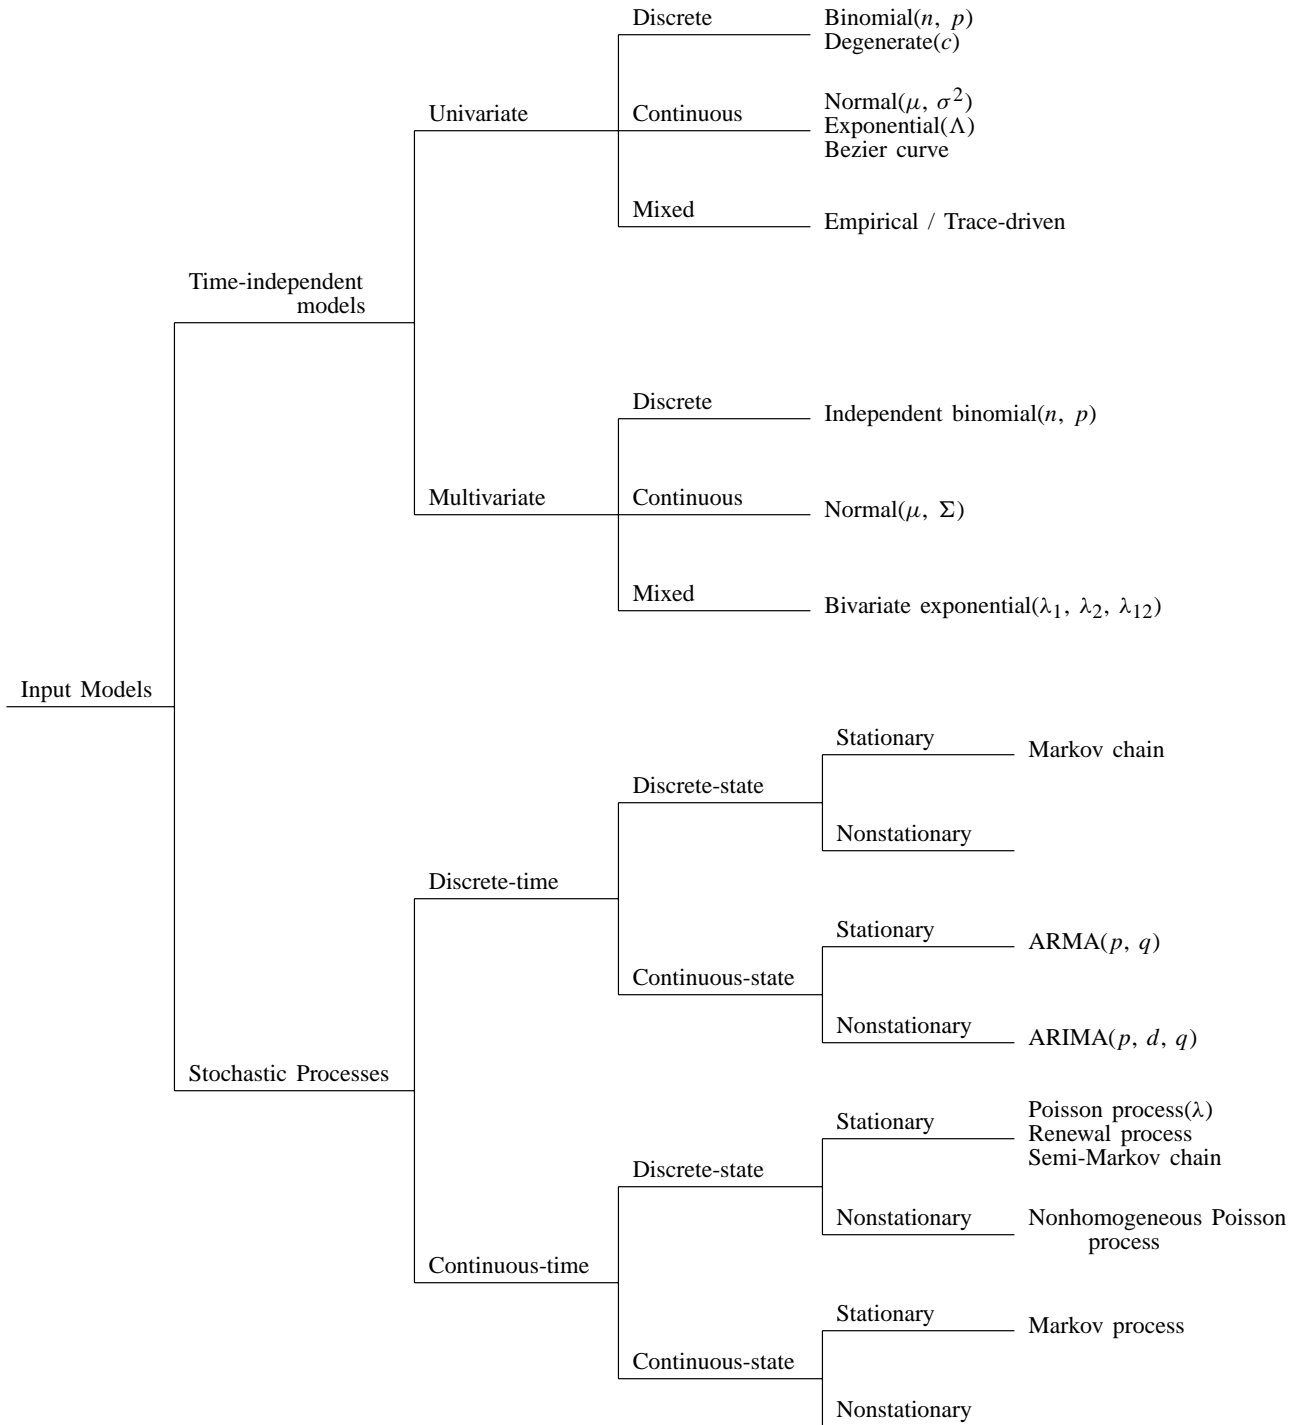 Discrete
Binomial(n, p)
Degenerate(c)
Univariate
Continuous
Normal(μ, σ²)
Exponential(Λ)
Bezier curve
Mixed
Empirical / Trace-driven
Time-independent
models
Discrete
Independent binomial(n, p)
Multivariate
Continuous
Normal(μ, Σ)
Mixed
Bivariate exponential(λ₁, λ₂, λ₁₂)
Input Models
Stationary
Markov chain
Discrete-state
Nonstationary
Discrete-time
Stationary
ARMA(p, q)
Continuous-state
Nonstationary
ARIMA(p, d, q)
Stochastic Processes
Stationary
Poisson process(λ)
Renewal process
Semi-Markov chain
Discrete-state
Nonstationary
Nonhomogeneous Poisson
process
Continuous-time
Stationary
Markov process
Continuous-state
Nonstationary